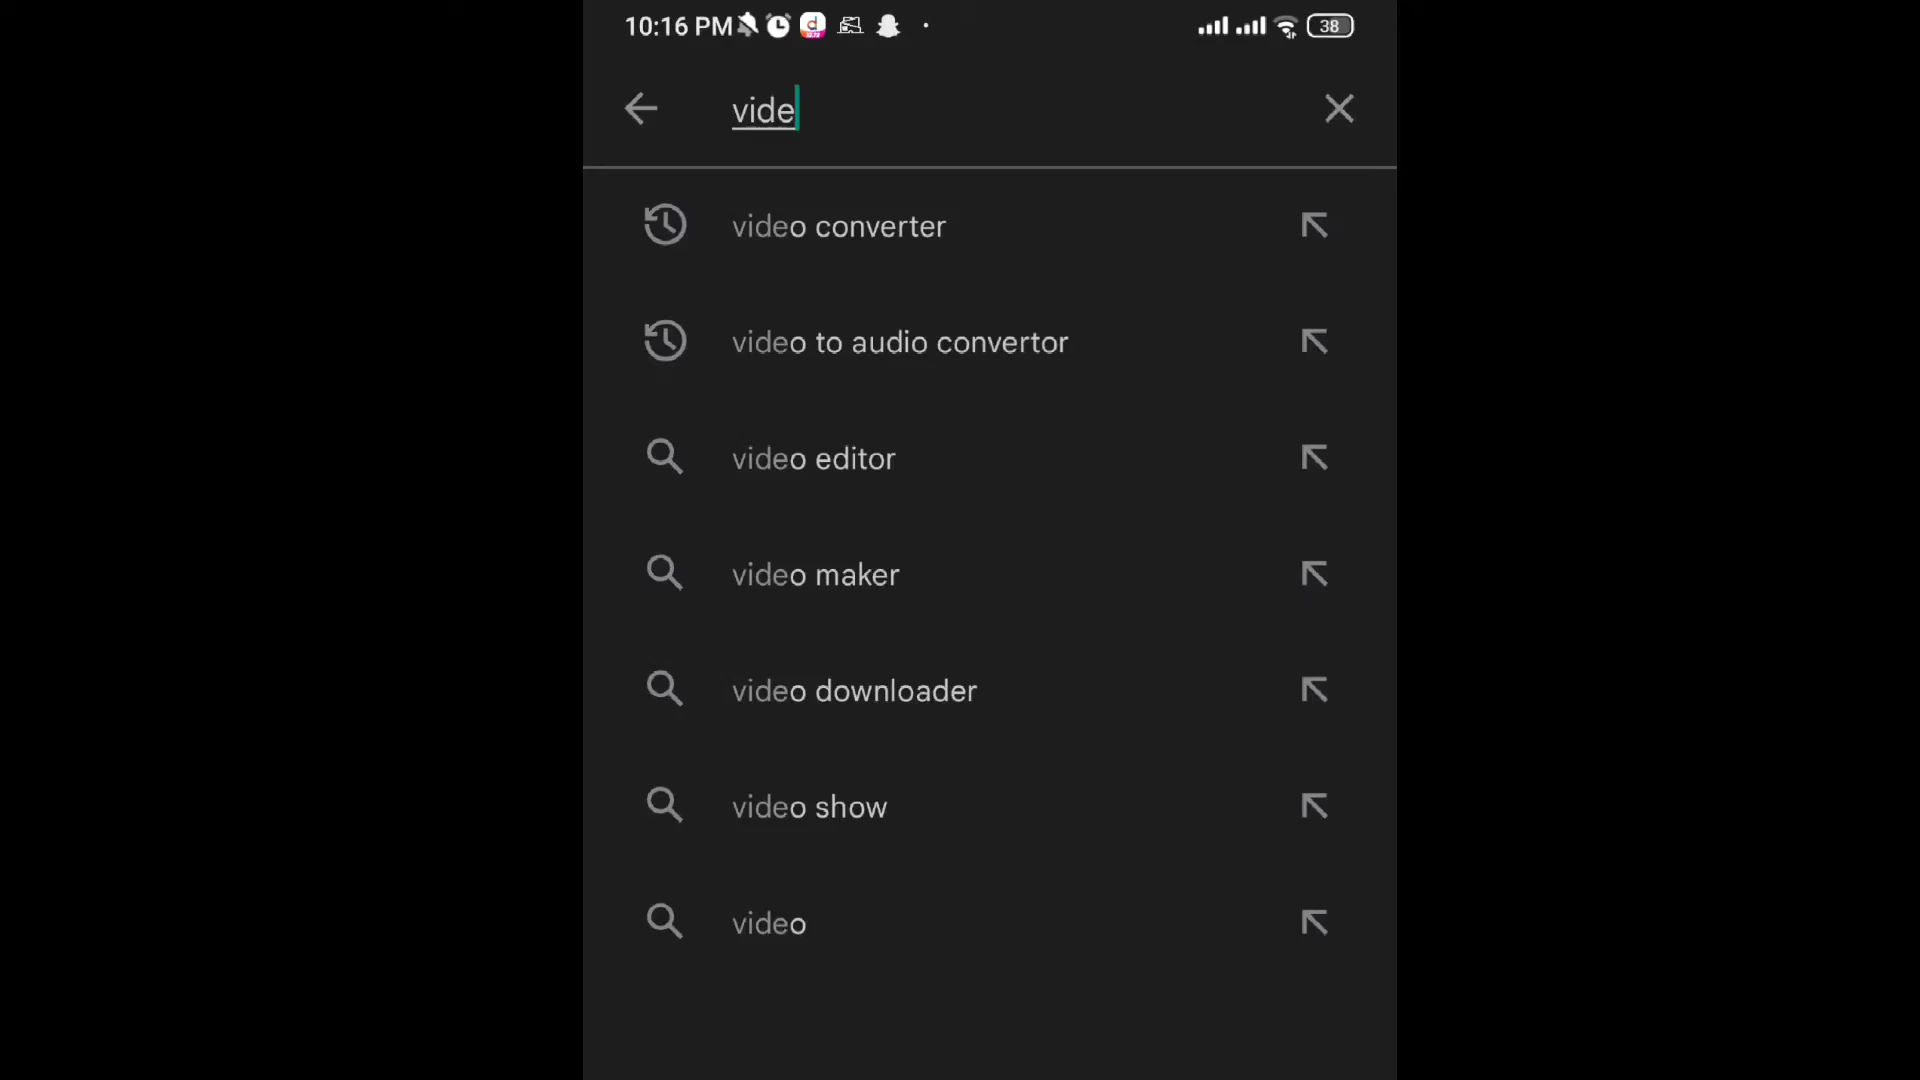 10:16 PM
38
vide
video converter
video to audio convertor
video editor
video maker
video downloader
video show
video